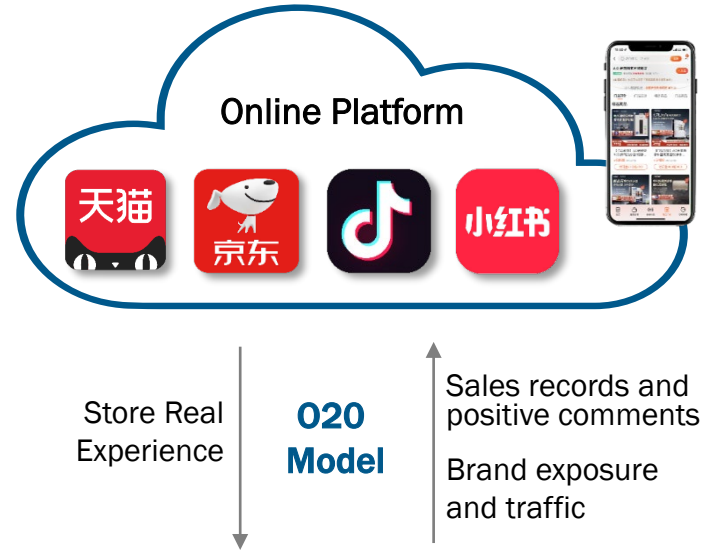 Online Platform
天猫
京东
小红书
Store Real
Experience
O2O
Model
Sales records and
positive comments
Brand exposure
and traffic